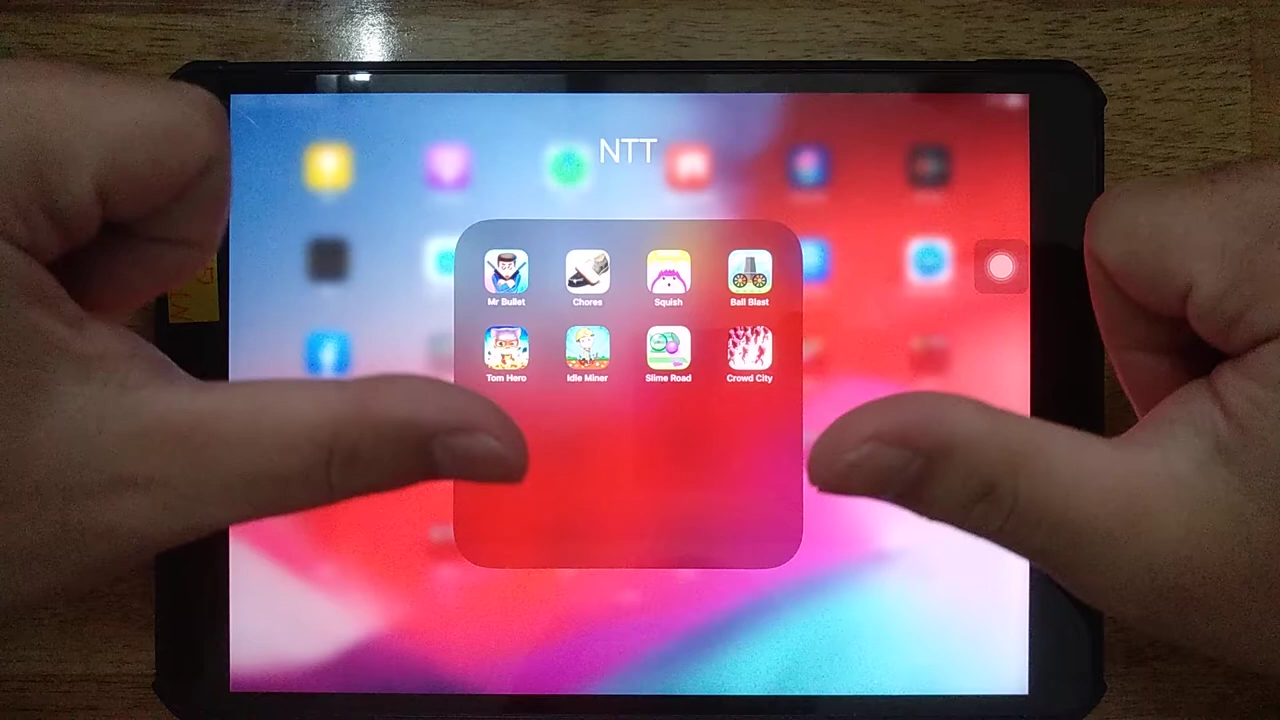 NTT
Mr Bullet Chores Squish Ball Blast
Tom Hero Idle Miner Slime Road Crowd City